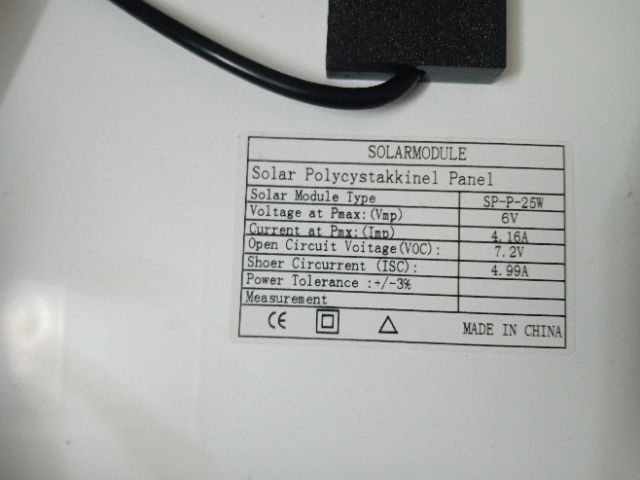 SOLARMODULE
Solar Polycystakkinel Panel
Solar Module Type SP-P-25W
Voltage at Pmax:(Vmp) 6V
Current at Pmx:(Imp) 4.16A
Open Circuit Voitage(VOC): 7.2V
Shoer Circurrent (ISC): 4.99A
Power Tolerance :+/-3%
Measurement
CE MADE IN CHINA